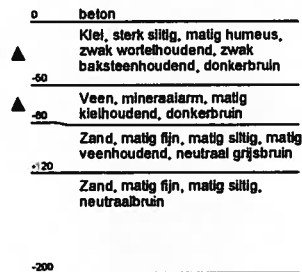 0 beton
Klei, sterk siltig, matig humeus,
zwak wortelhoudend, zwak
baksteenhoudend, donkerbruin
-50
Veen, mineraalarm, matig
kleihoudend, donkerbruin
-80
Zand, matig fijn, matig siltig, matig
veenhoudend, neutraal grijsbruin
-120
Zand, matig fijn, matig siltig,
neutraalbruin
-200